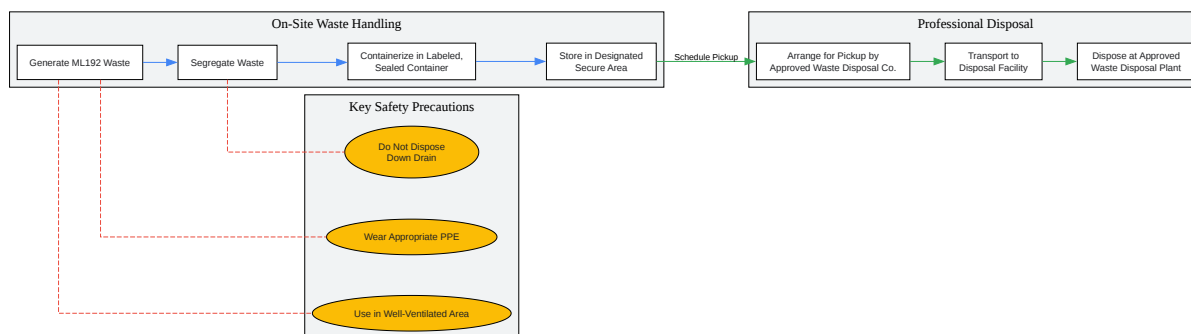 On-Site Waste Handling
Generate ML192 Waste
Segregate Waste
Containerize in Labeled,
Sealed Container
Store in Designated
Secure Area
Schedule Pickup
Professional Disposal
Arrange for Pickup by
Approved Waste Disposal Co.
Transport to
Disposal Facility
Dispose at Approved
Waste Disposal Plant
Key Safety Precautions
Do Not Dispose
Down Drain
Wear Appropriate PPE
Use in Well-Ventilated Area